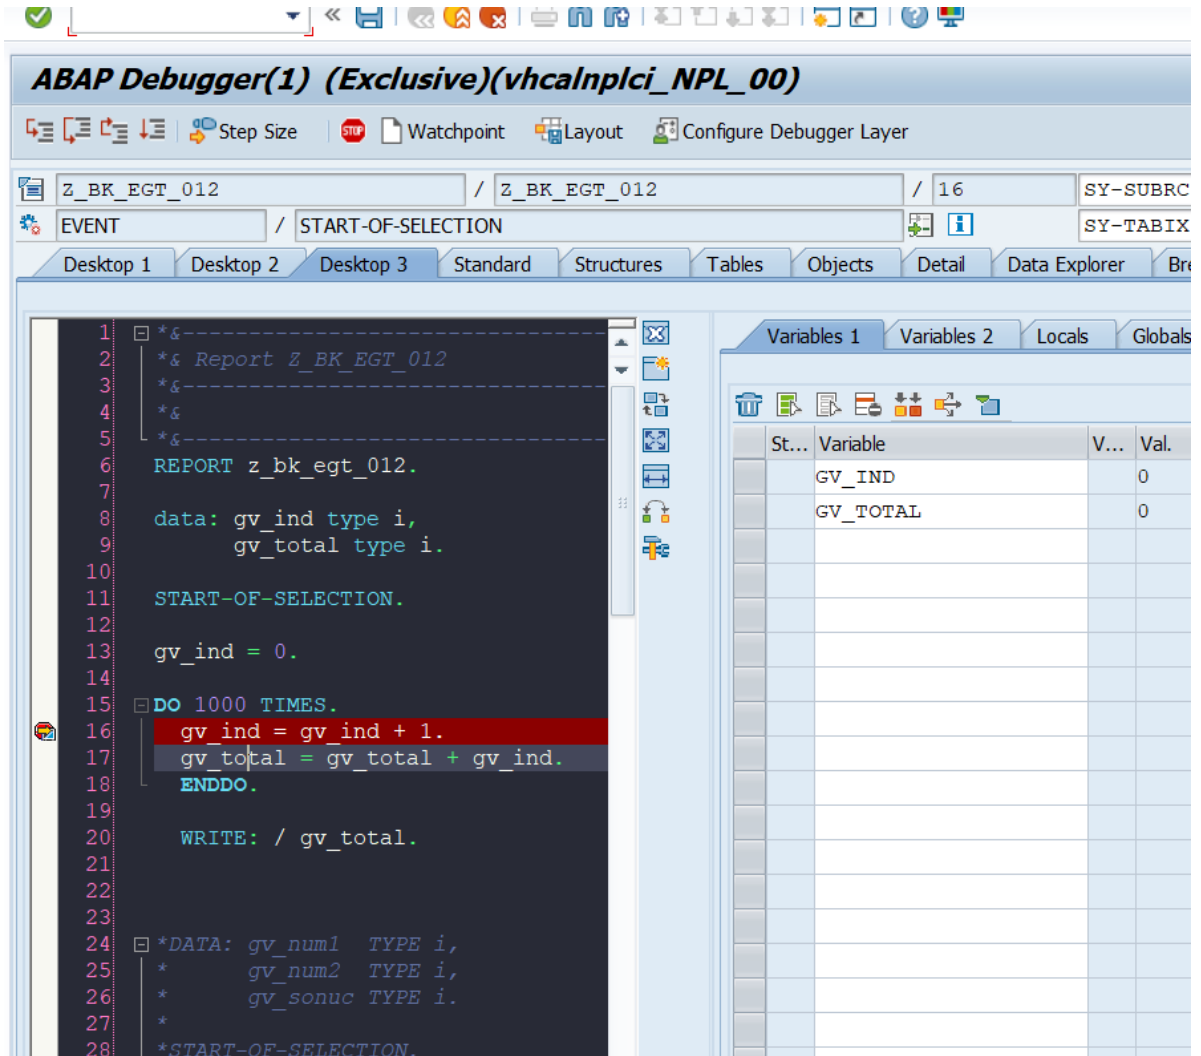 ABAP Debugger(1) (Exclusive)(vhcalnplci_NPL_00)
Step Size STOP Watchpoint Layout Configure Debugger Layer
Z_BK_EGT_012 / Z_BK_EGT_012 / 16 SY-SUBRC
EVENT / START-OF-SELECTION SY-TABIX
Desktop 1 Desktop 2 Desktop 3 Standard Structures Tables Objects Detail Data Explorer Bre
Variables 1 Variables 2 Locals Globals
St... Variable V... Val.
GV_IND 0
GV_TOTAL 0
1 *&----------------------------------
2 *& Report Z_BK_EGT_012
3 *&----------------------------------
4 *&
5 *&----------------------------------
6 REPORT z_bk_egt_012.
7
8 data: gv_ind type i,
9 gv_total type i.
10
11 START-OF-SELECTION.
12
13 gv_ind = 0.
14
15 DO 1000 TIMES.
16 gv_ind = gv_ind + 1.
17 gv_total = gv_total + gv_ind.
18 ENDDO.
19
20 WRITE: / gv_total.
21
22
23
24 *DATA: gv_num1 TYPE i,
25 * gv_num2 TYPE i,
26 * gv_sonuc TYPE i.
27 *
28 *START-OF-SELECTION.